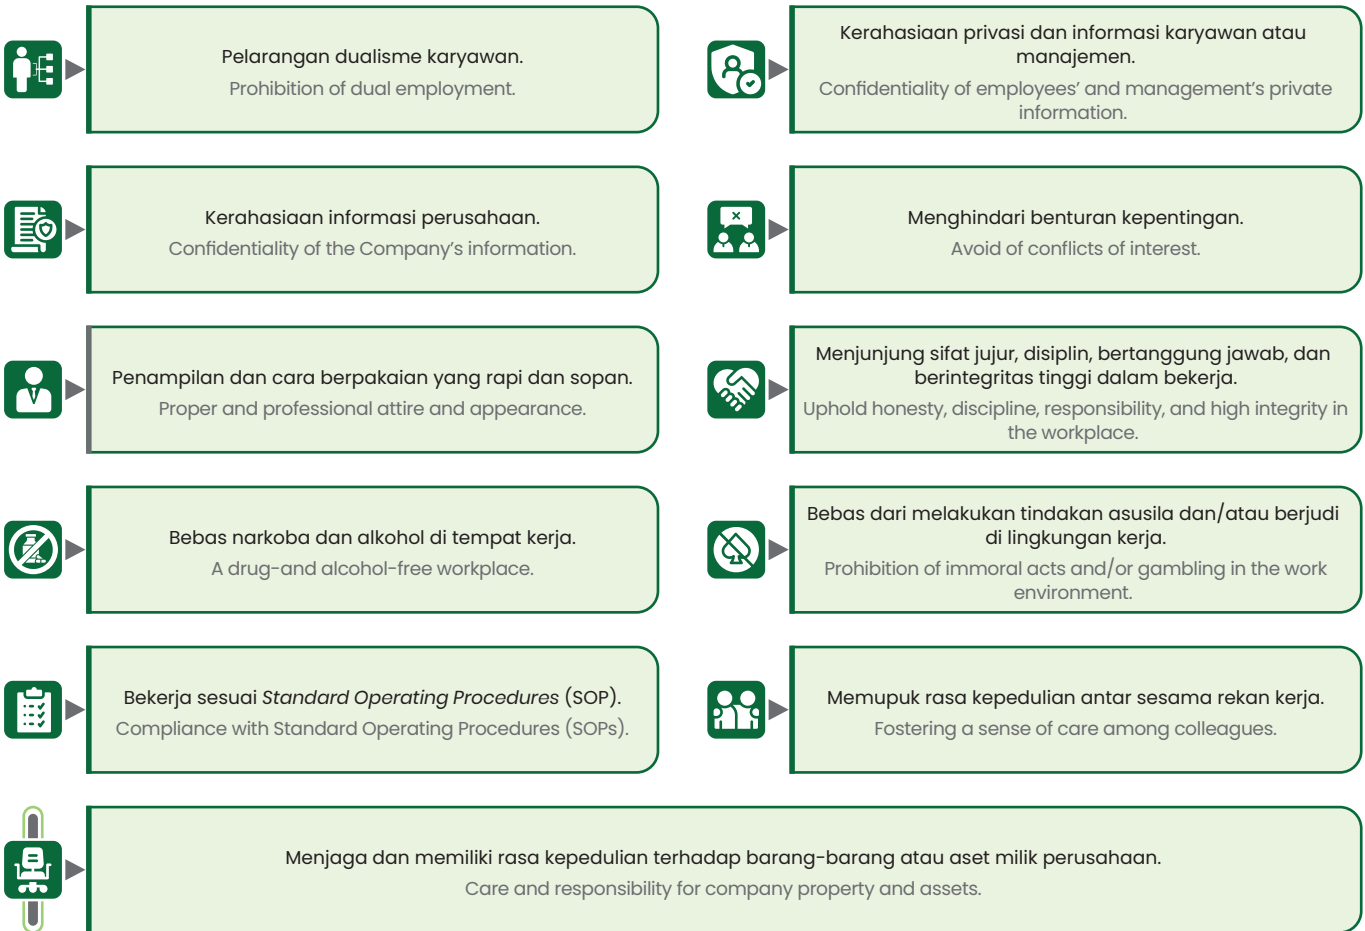 Pelarangan dualisme karyawan.
Prohibition of dual employment.
Kerahasiaan privasi dan informasi karyawan atau
manajemen.
Confidentiality of employees’ and management’s private
information.
Kerahasiaan informasi perusahaan.
Confidentiality of the Company’s information.
Menghindari benturan kepentingan.
Avoid of conflicts of interest.
Penampilan dan cara berpakaian yang rapi dan sopan.
Proper and professional attire and appearance.
Menjunjung sifat jujur, disiplin, bertanggung jawab, dan
berintegritas tinggi dalam bekerja.
Uphold honesty, discipline, responsibility, and high integrity in
the workplace.
Bebas narkoba dan alkohol di tempat kerja.
A drug-and alcohol-free workplace.
Bebas dari melakukan tindakan asusila dan/atau berjudi
di lingkungan kerja.
Prohibition of immoral acts and/or gambling in the work
environment.
Bekerja sesuai Standard Operating Procedures (SOP).
Compliance with Standard Operating Procedures (SOPs).
Memupuk rasa kepedulian antar sesama rekan kerja.
Fostering a sense of care among colleagues.
Menjaga dan memiliki rasa kepedulian terhadap barang-barang atau aset milik perusahaan.
Care and responsibility for company property and assets.